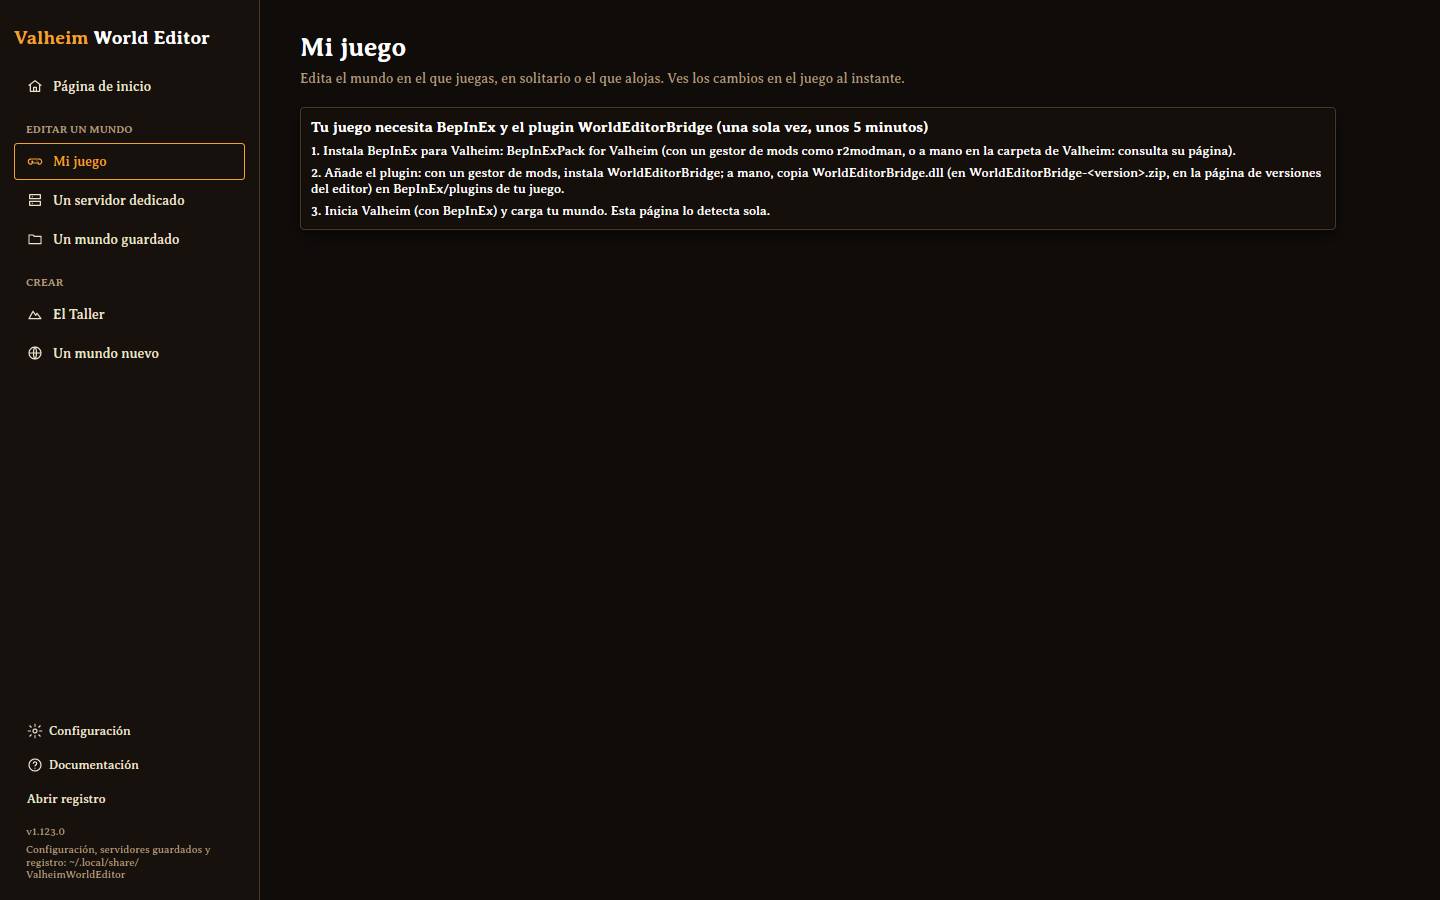 Valheim World Editor
Página de inicio
EDITAR UN MUNDO
Mi juego
Un servidor dedicado
Un mundo guardado
CREAR
El Taller
Un mundo nuevo
Configuración
Documentación
Abrir registro
v1.123.0
Configuración, servidores guardados y
registro: ~/.local/share/
ValheimWorldEditor
Mi juego
Edita el mundo en el que juegas, en solitario o el que alojas. Ves los cambios en el juego al instante.
Tu juego necesita BepInEx y el plugin WorldEditorBridge (una sola vez, unos 5 minutos)
1. Instala BepInEx para Valheim: BepInExPack for Valheim (con un gestor de mods como r2modman, o a mano en la carpeta de Valheim: consulta su página).
2. Añade el plugin: con un gestor de mods, instala WorldEditorBridge; a mano, copia WorldEditorBridge.dll (en WorldEditorBridge-<version>.zip, en la página de versiones
del editor) en BepInEx/plugins de tu juego.
3. Inicia Valheim (con BepInEx) y carga tu mundo. Esta página lo detecta sola.